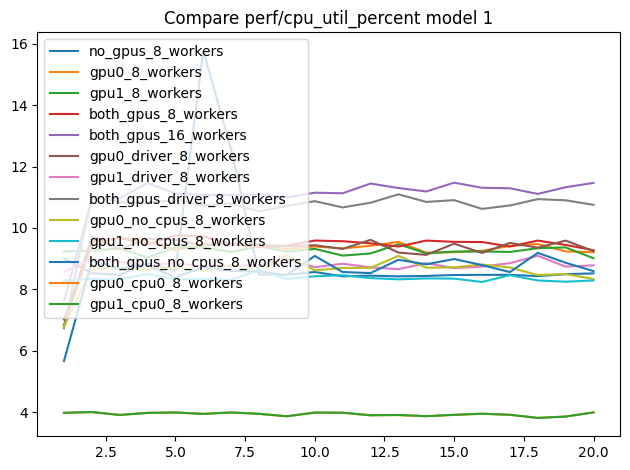 Compare perf/cpu_util_percent model 1
16
14
12
10
8
6
4
no_gpus_8_workers
gpu0_8_workers
gpu1_8_workers
both_gpus_8_workers
both_gpus_16_workers
gpu0_driver_8_workers
gpu1_driver_8_workers
both_gpus_driver_8_workers
gpu0_no_cpus_8_workers
gpu1_no_cpus_8_workers
both_gpus_no_cpus_8_workers
gpu0_cpu0_8_workers
gpu1_cpu0_8_workers
2.5 5.0 7.5 10.0 12.5 15.0 17.5 20.0